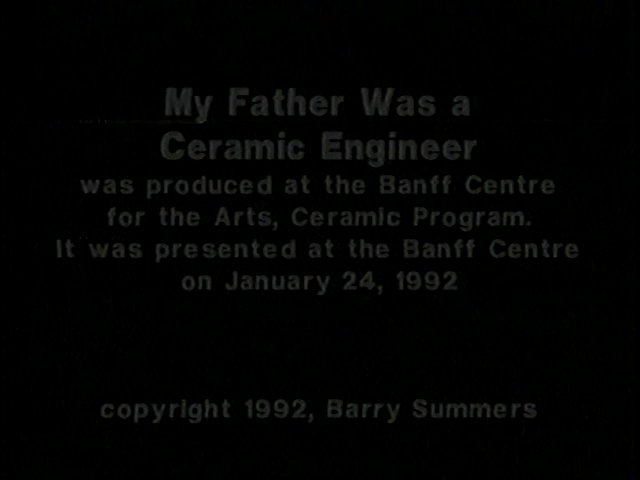 My Father Was a
Ceramic Engineer
was produced at the Banff Centre
for the Arts, Ceramic Program.
It was presented at the Banff Centre
on January 24, 1992
copyright 1992, Barry Summers